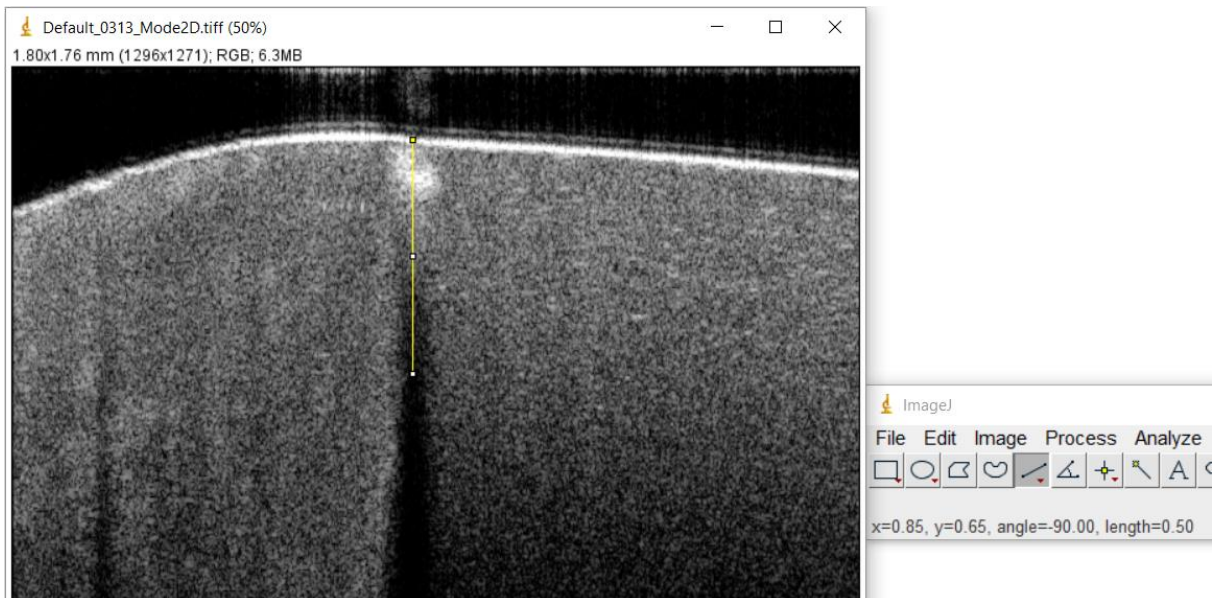 Default_0313_Mode2D.tiff (50%)
1.80x1.76 mm (1296x1271); RGB; 6.3MB
ImageJ
File Edit Image Process Analyze
A
x=0.85, y=0.65, angle=-90.00, length=0.50